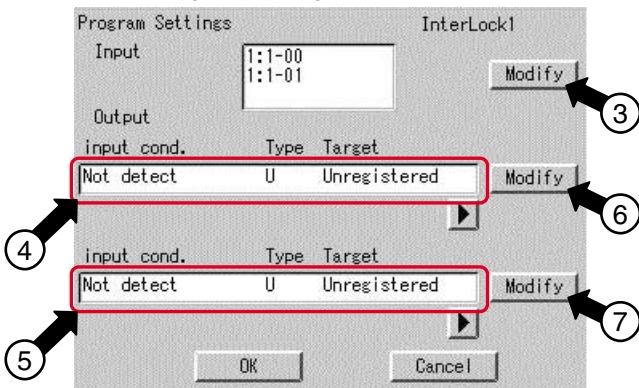 Program Settings InterLock1
Input
1:1-00
1:1-01
Modify
3
Output
input cond. Type Target
Not detect U Unregistered Modify
6
4
input cond. Type Target
Not detect U Unregistered Modify
7
5
OK Cancel